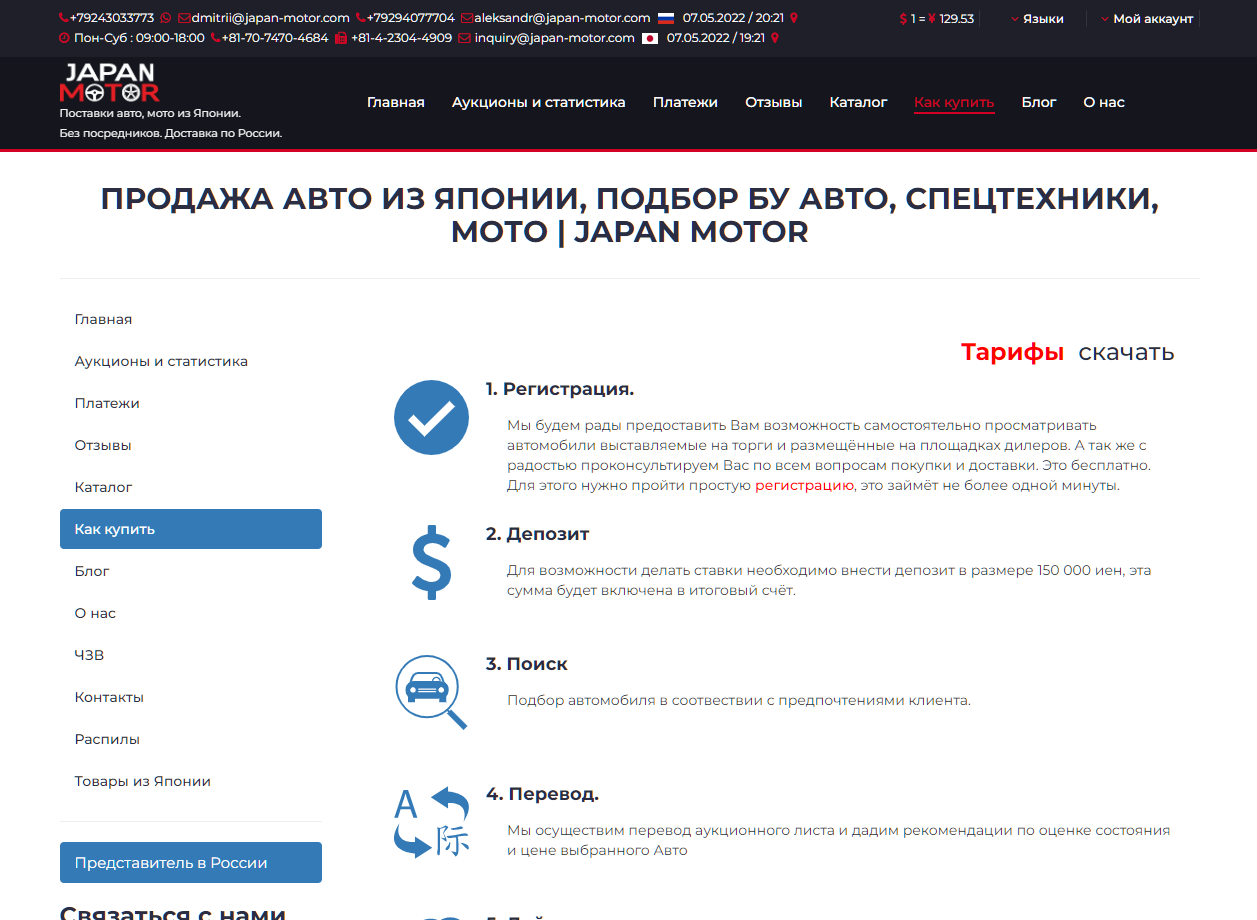 +79243033773 dmitrii@japan-motor.com +79294077704 aleksandr@japan-motor.com 07.05.2022 / 20:21
$ 1 = ¥ 129.53 Языки Мой аккаунт
Пон-Суб : 09:00-18:00 +81-70-7470-4684 +81-4-2304-4909 inquiry@japan-motor.com 07.05.2022 / 19:21
JAPAN
MOTOR
Поставки авто, мото из Японии.
Без посредников. Доставка по России.
Главная Аукционы и статистика Платежи Отзывы Каталог Как купить Блог О нас
ПРОДАЖА АВТО ИЗ ЯПОНИИ, ПОДБОР БУ АВТО, СПЕЦТЕХНИКИ,
МОТО | JAPAN MOTOR
Главная
Аукционы и статистика
Платежи
Отзывы
Каталог
Как купить
Блог
О нас
ЧЗВ
Контакты
Распилы
Товары из Японии
Представитель в России
Связаться с нами
Тарифы скачать
1. Регистрация.
Мы будем рады предоставить Вам возможность самостоятельно просматривать
автомобили выставляемые на торги и размещённые на площадках дилеров. А так же с
радостью проконсультируем Вас по всем вопросам покупки и доставки. Это бесплатно.
Для этого нужно пройти простую регистрацию, это займёт не более одной минуты.
$
2. Депозит
Для возможности делать ставки необходимо внести депозит в размере 150 000 иен, эта
сумма будет включена в итоговый счёт.
3. Поиск
Подбор автомобиля в соотвествии с предпочтениями клиента.
A
际
4. Перевод.
Мы осуществим перевод аукционного листа и дадим рекомендации по оценке состояния
и цене выбранного Авто